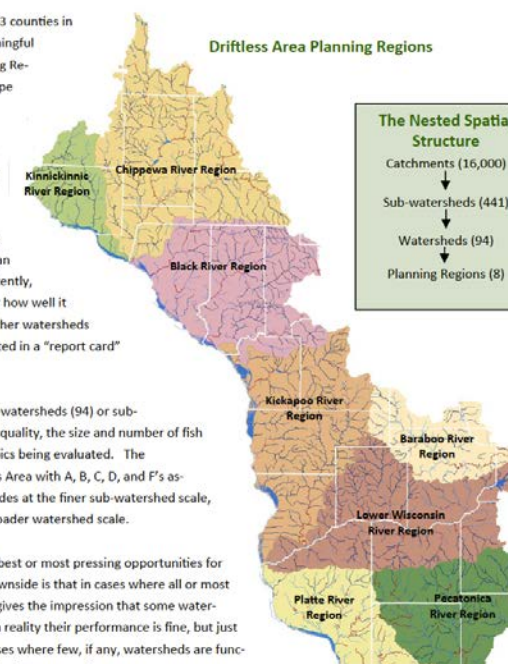 3 counties in
ningful
g Re-
pe
an
ently,
how well it
her watersheds
ted in a "report card"
watersheds (94) or sub-
quality, the size and number of fish
ics being evaluated.   The
s Area with A, B, C, D, and F's as-
des at the finer sub-watershed scale,
oader watershed scale.
best or most pressing opportunities for
wnside is that in cases where all or most
gives the impression that some water-
n reality their performance is fine, but just
ses where few, if any, watersheds are func-
Driftless Area Planning Regions
The Nested Spatia
Structure
Catchments (16,000)
Sub-watersheds (441)
Watersheds (94)
Planning Regions (8)
Kinnickinnic
River Region
Chippewa River Region
Black River Region
Kickapoo River
Region
Baraboo River
Region
Lower Wisconsin
River Region
Platte River
Region
Pecatonica
River Region